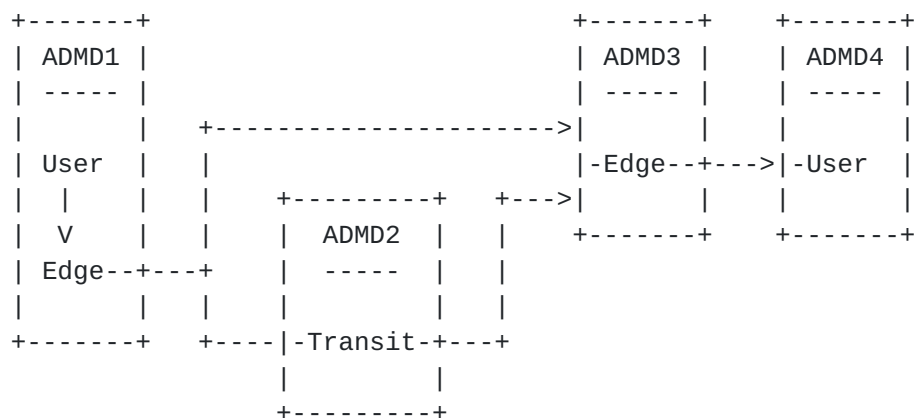 +-------+                      +-------+   +-------+
| ADMD1 |                      | ADMD3 |   | ADMD4 |
| ----- |                      | ----- |   | ----- |
|       |   +---------------------->|       |   |       |
| User  |   |                      |-Edge--+--->|-User  |
|  |    |   |    +---------+   +--->|       |   |       |
|  V    |   |    |  ADMD2  |   |    +-------+   +-------+
| Edge--+---+    |  -----  |   |
|       |   |    |         |   |
+-------+   +----|-Transit-+---+
                 |         |
                 +---------+